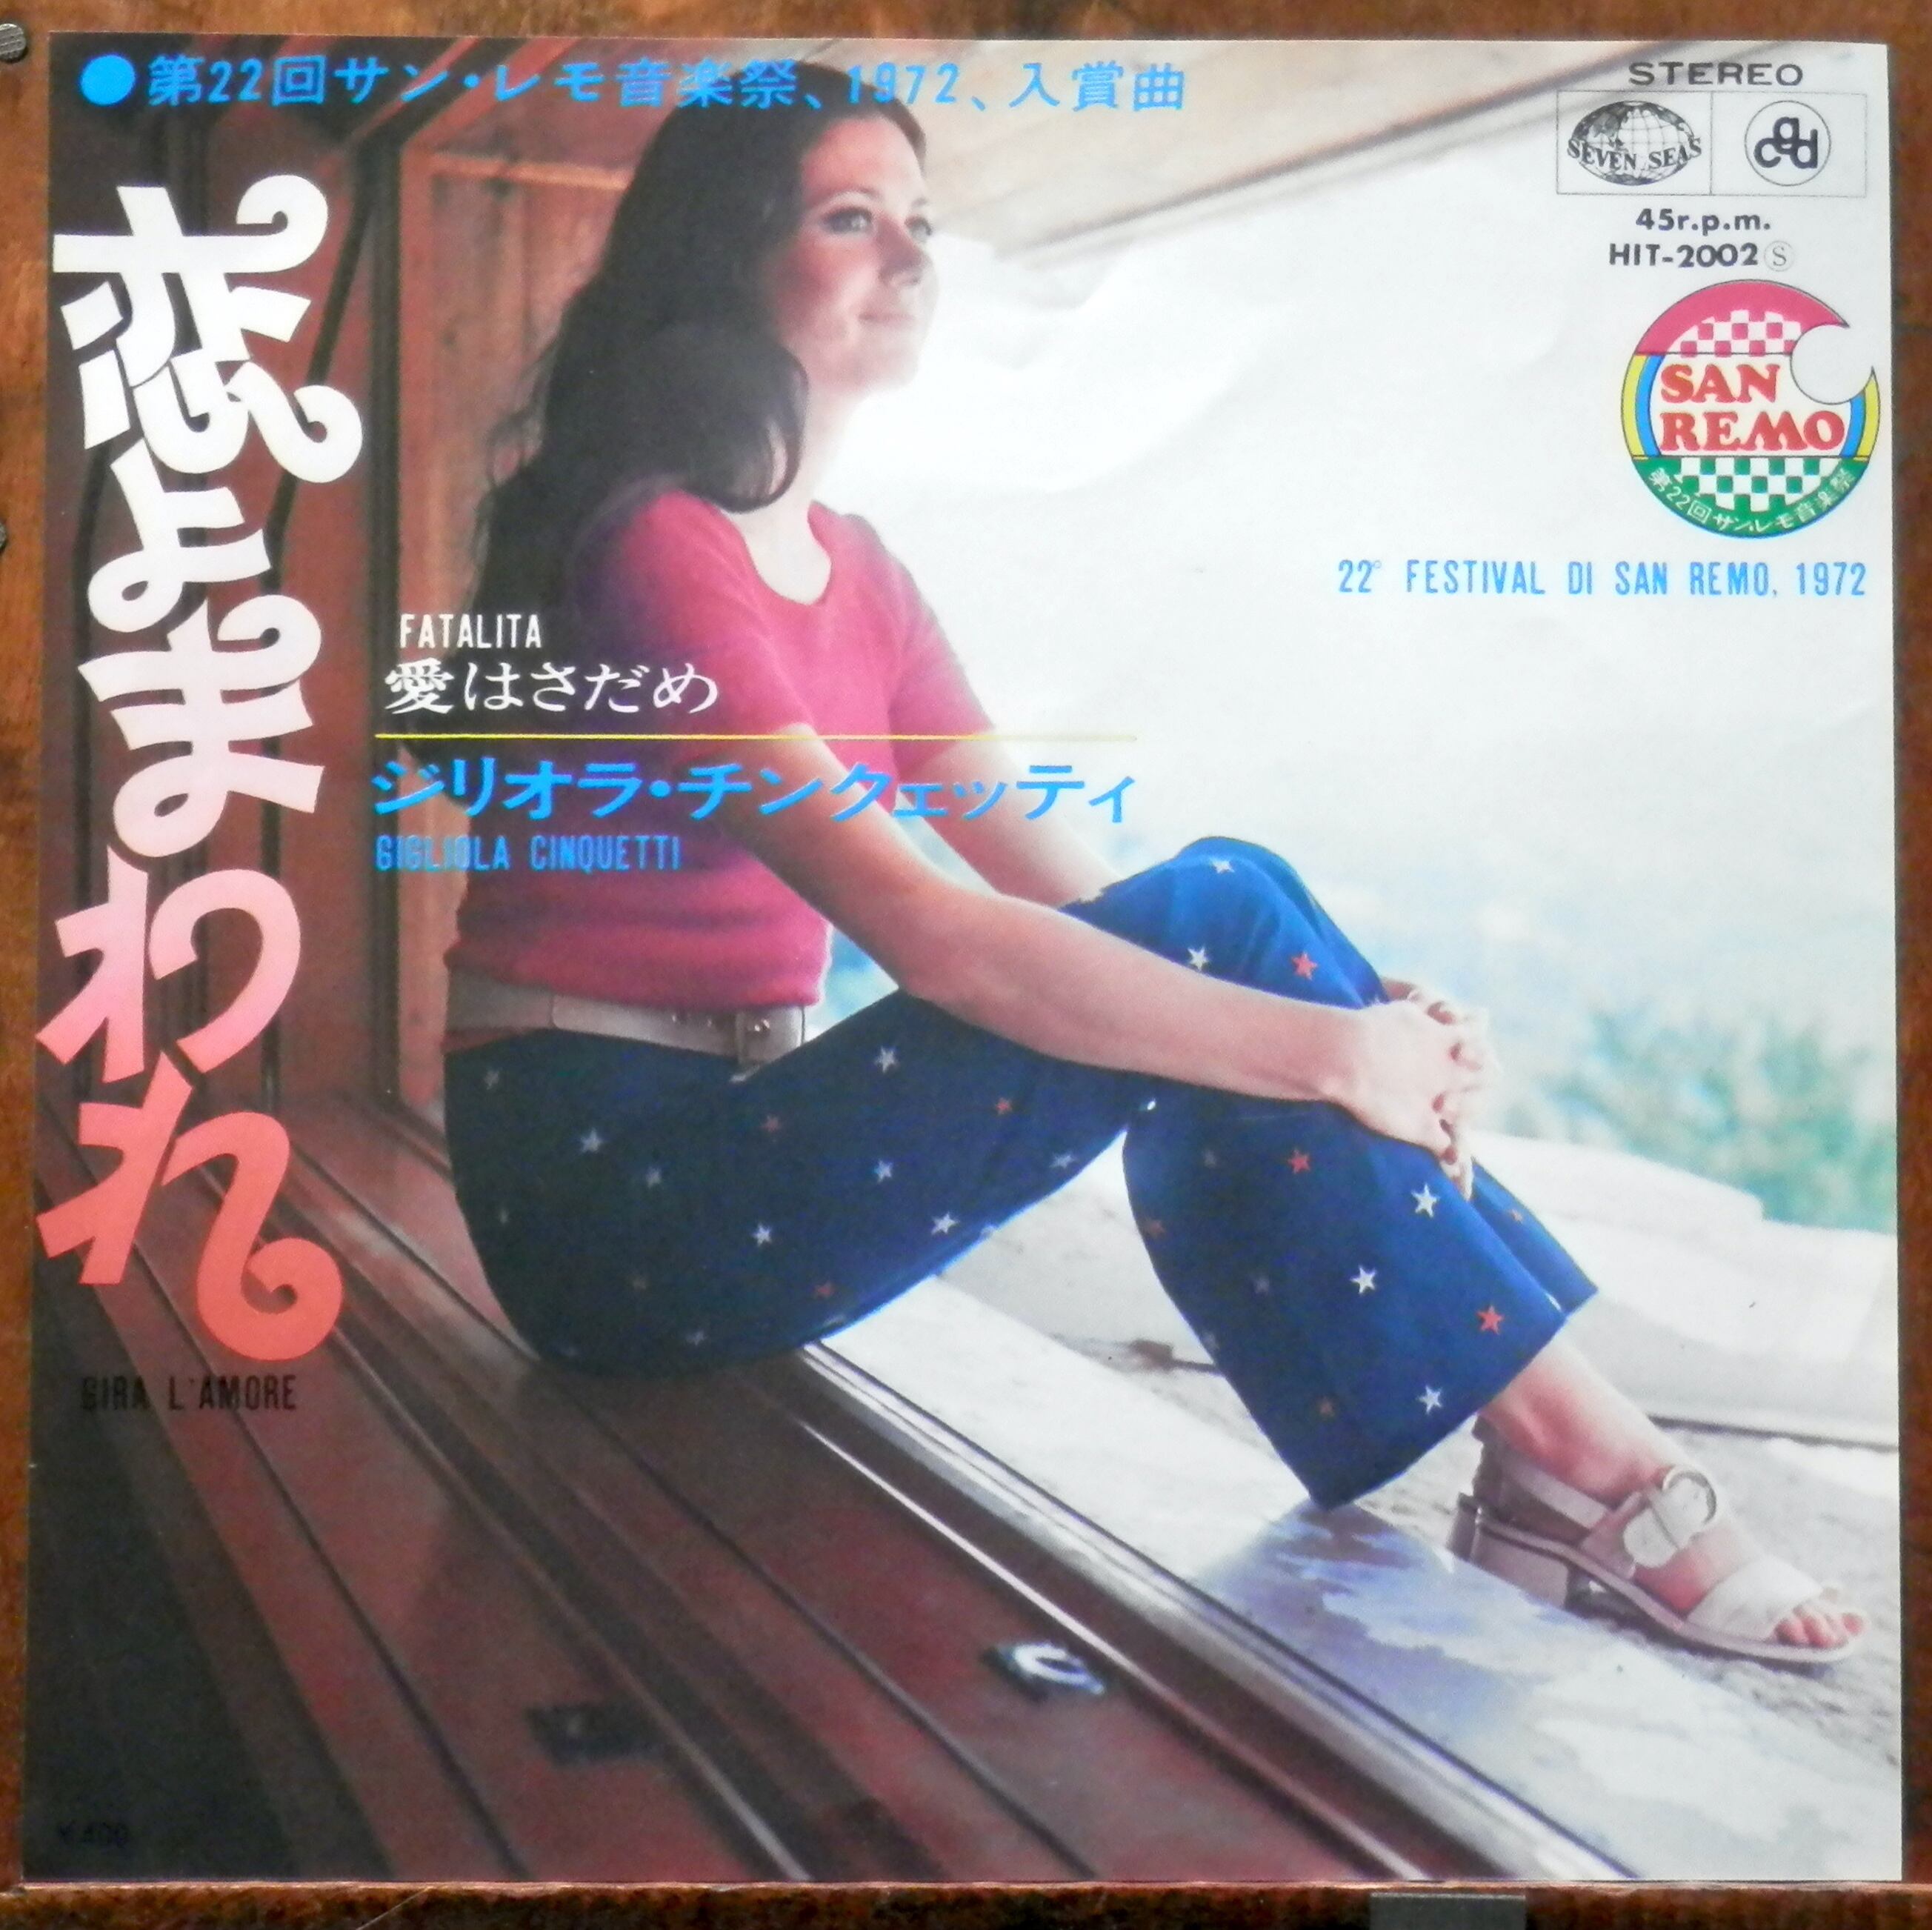 ●第22回サン・レモ音楽祭、1972、入賞曲
STEREO
SEVEN SEAS
cgd
45r.p.m.
HIT-2002 Ⓢ
SAN
REMO
第22回サン・レモ音楽祭
22° FESTIVAL DI SAN REMO, 1972
恋よまわれ
GIRA L'AMORE
FATALITA
愛はさだめ
ジリオラ・チンクェッティ
GIGLIOLA CINQUETTI
¥400